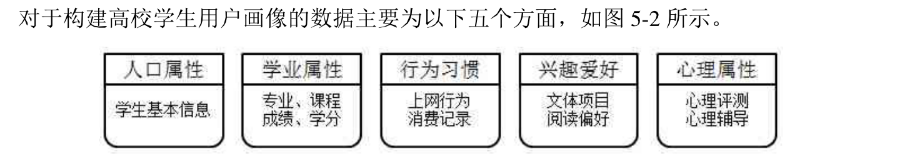 对于构建高校学生用户画像的数据主要为以下五个方面，如图 5-2 所示。
人口属性
学生基本信息
学业属性
专业、课程
成绩、学分
行为习惯
上网行为
消费记录
兴趣爱好
文体项目
阅读偏好
心理属性
心理评测
心理辅导